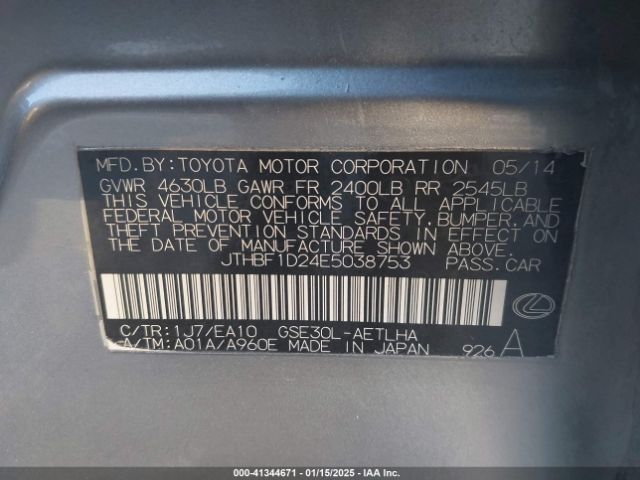 MFD. BY: TOYOTA MOTOR CORPORATION 05/14
GVWR 4630LB GAWR FR 2400LB RR 2545LB
THIS VEHICLE CONFORMS TO ALL APPLICABLE
FEDERAL MOTOR VEHICLE SAFETY, BUMPER, AND
THEFT PREVENTION STANDARDS IN EFFECT ON
THE DATE OF MANUFACTURE SHOWN ABOVE.
JTHBF1D24E5038753 PASS. CAR
C/TR: 1J7/EA10 GSE30L-AETLHA
A/TM: A01A/A960E MADE IN JAPAN 926 A
000-41344671 | 01/15/2025 | IAAI.COM